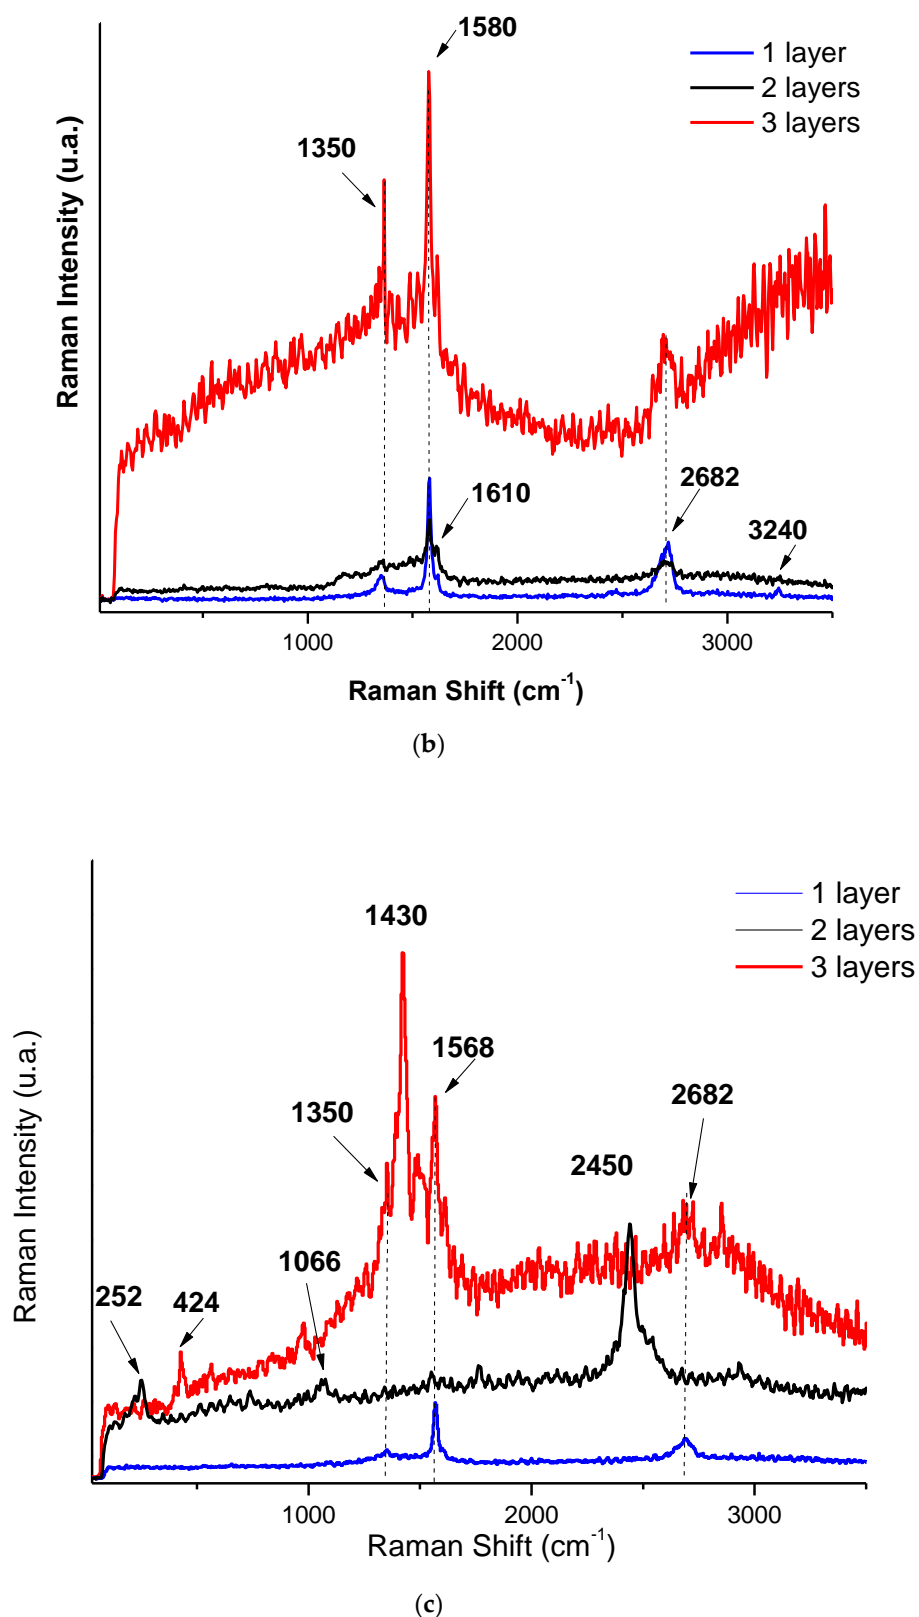 1580
1 layer
2 layers
3 layers
1350
Raman Intensity (u.a.)
1610
2682
3240
1000
2000
3000
Raman Shift (cm⁻¹)
(b)
1 layer
2 layers
3 layers
1430
1568
1350
2682
2450
1066
252
424
Raman Intensity (u.a.)
1000
2000
3000
Raman Shift (cm⁻¹)
(c)